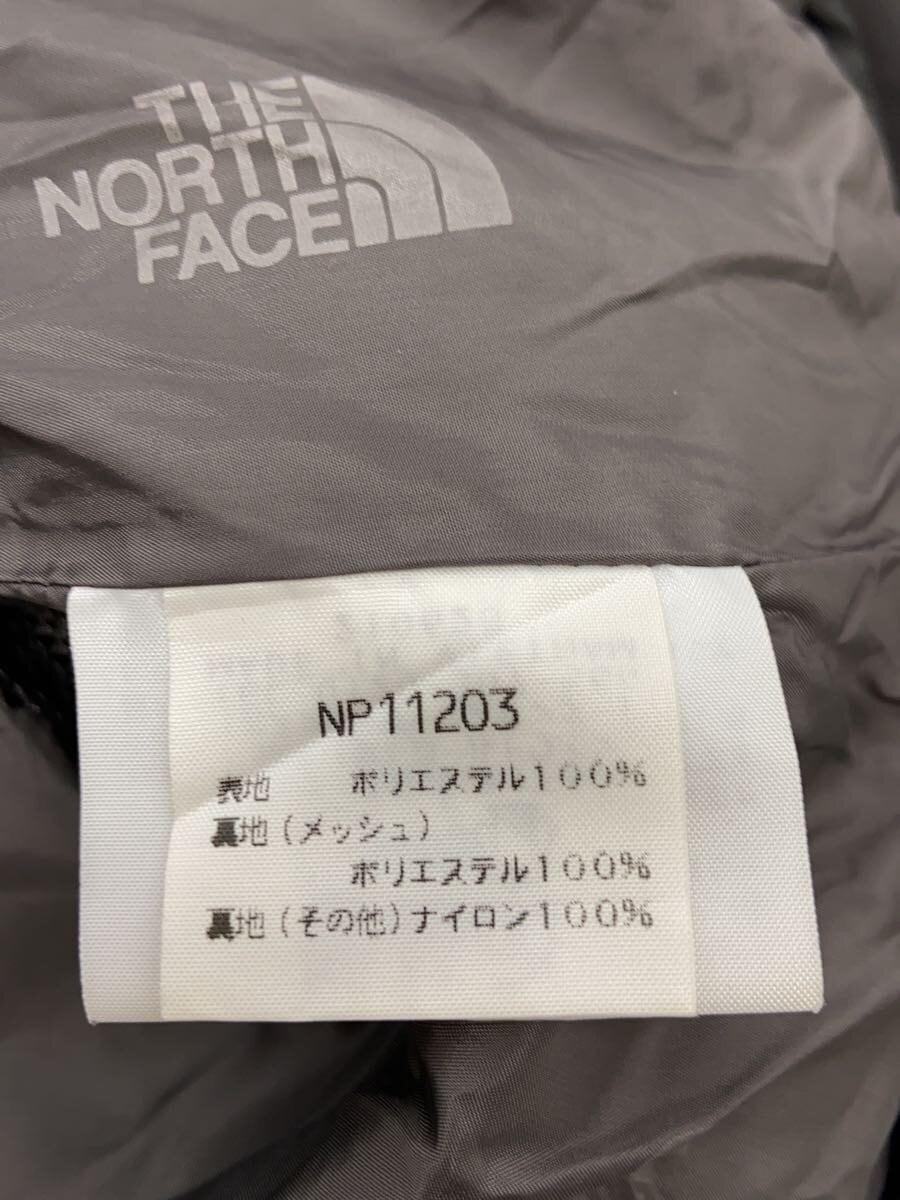 THE
NORTH
FACE
NP11203
表地 ポリエステル100%
裏地(メッシュ)
ポリエステル100%
裏地(その他)ナイロン100%